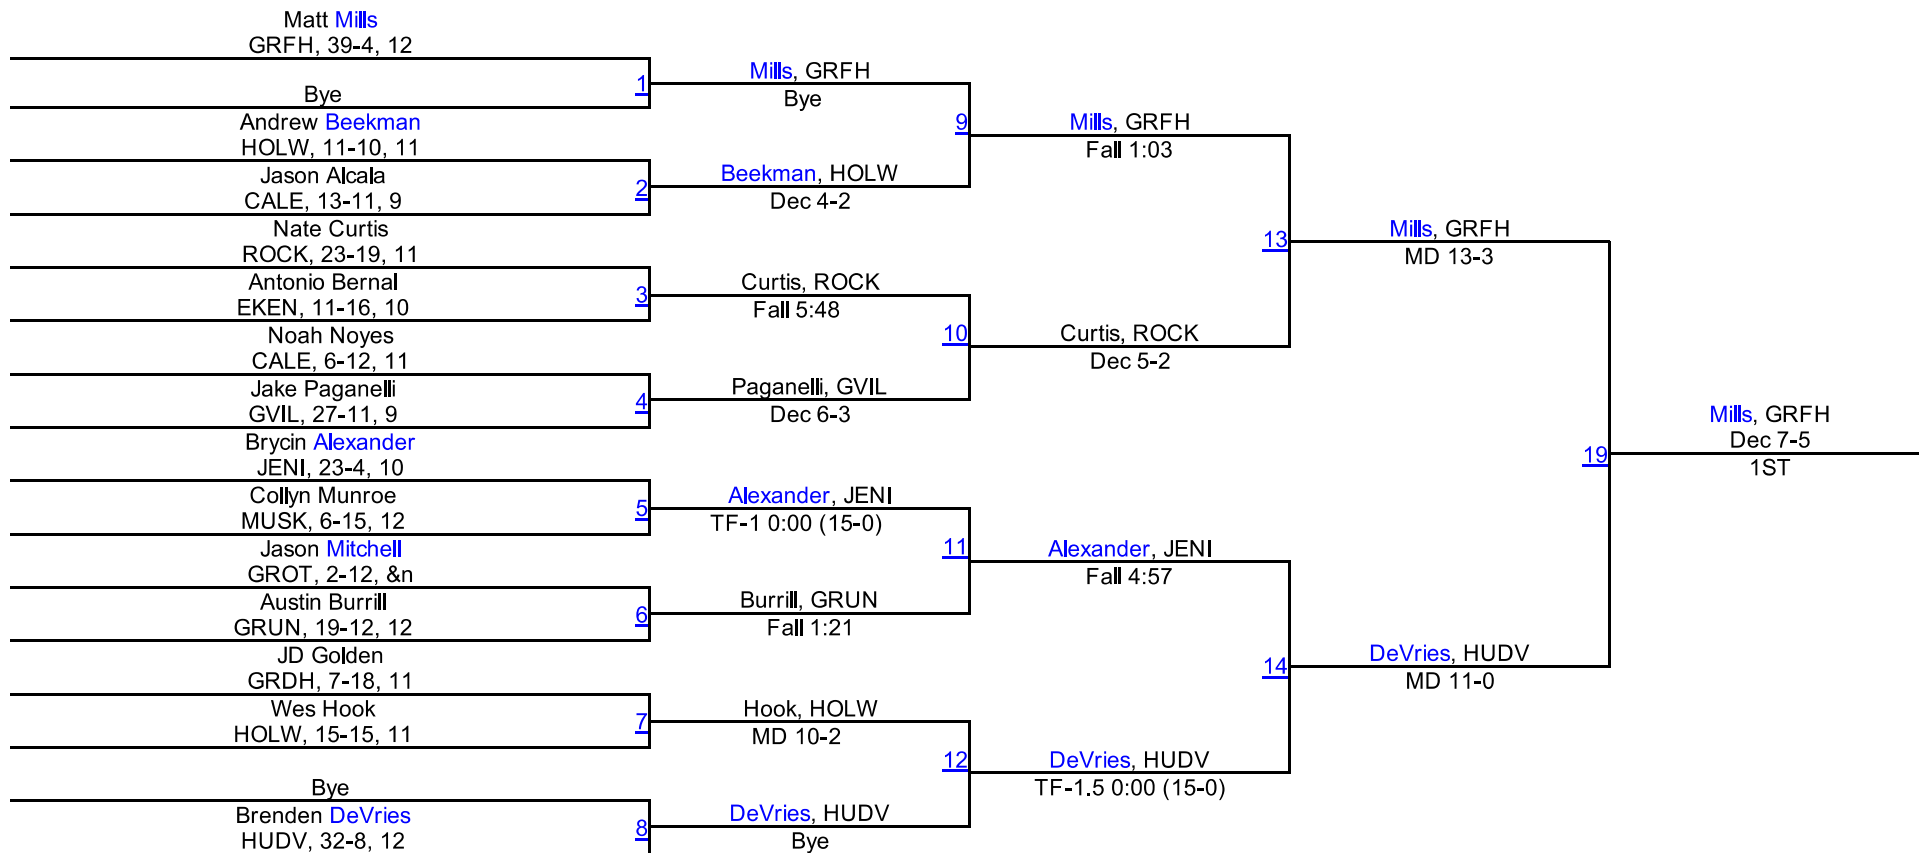 Matt Mills
GRFH, 39-4, 12
Bye
1
Andrew Beekman
HOLW, 11-10, 11
Jason Alcala
CALE, 13-11, 9
2
Nate Curtis
ROCK, 23-19, 11
Antonio Bernal
EKEN, 11-16, 10
3
Noah Noyes
CALE, 6-12, 11
Jake Paganelli
GVIL, 27-11, 9
4
Brycin Alexander
JENI, 23-4, 10
Collyn Munroe
MUSK, 6-15, 12
5
Jason Mitchell
GROT, 2-12, &n
Austin Burrill
GRUN, 19-12, 12
6
JD Golden
GRDH, 7-18, 11
Wes Hook
HOLW, 15-15, 11
7
Bye
Brenden DeVries
HUDV, 32-8, 12
8
Mills, GRFH
Bye
9
Beekman, HOLW
Dec 4-2
Curtis, ROCK
Fall 5:48
10
Paganelli, GVIL
Dec 6-3
Alexander, JENI
TF-1 0:00 (15-0)
11
Burrill, GRUN
Fall 1:21
Hook, HOLW
MD 10-2
12
DeVries, HUDV
Bye
Mills, GRFH
Fall 1:03
13
Curtis, ROCK
Dec 5-2
Alexander, JENI
Fall 4:57
14
DeVries, HUDV
TF-1.5 0:00 (15-0)
Mills, GRFH
MD 13-3
19
DeVries, HUDV
MD 11-0
Mills, GRFH
Dec 7-5
1ST